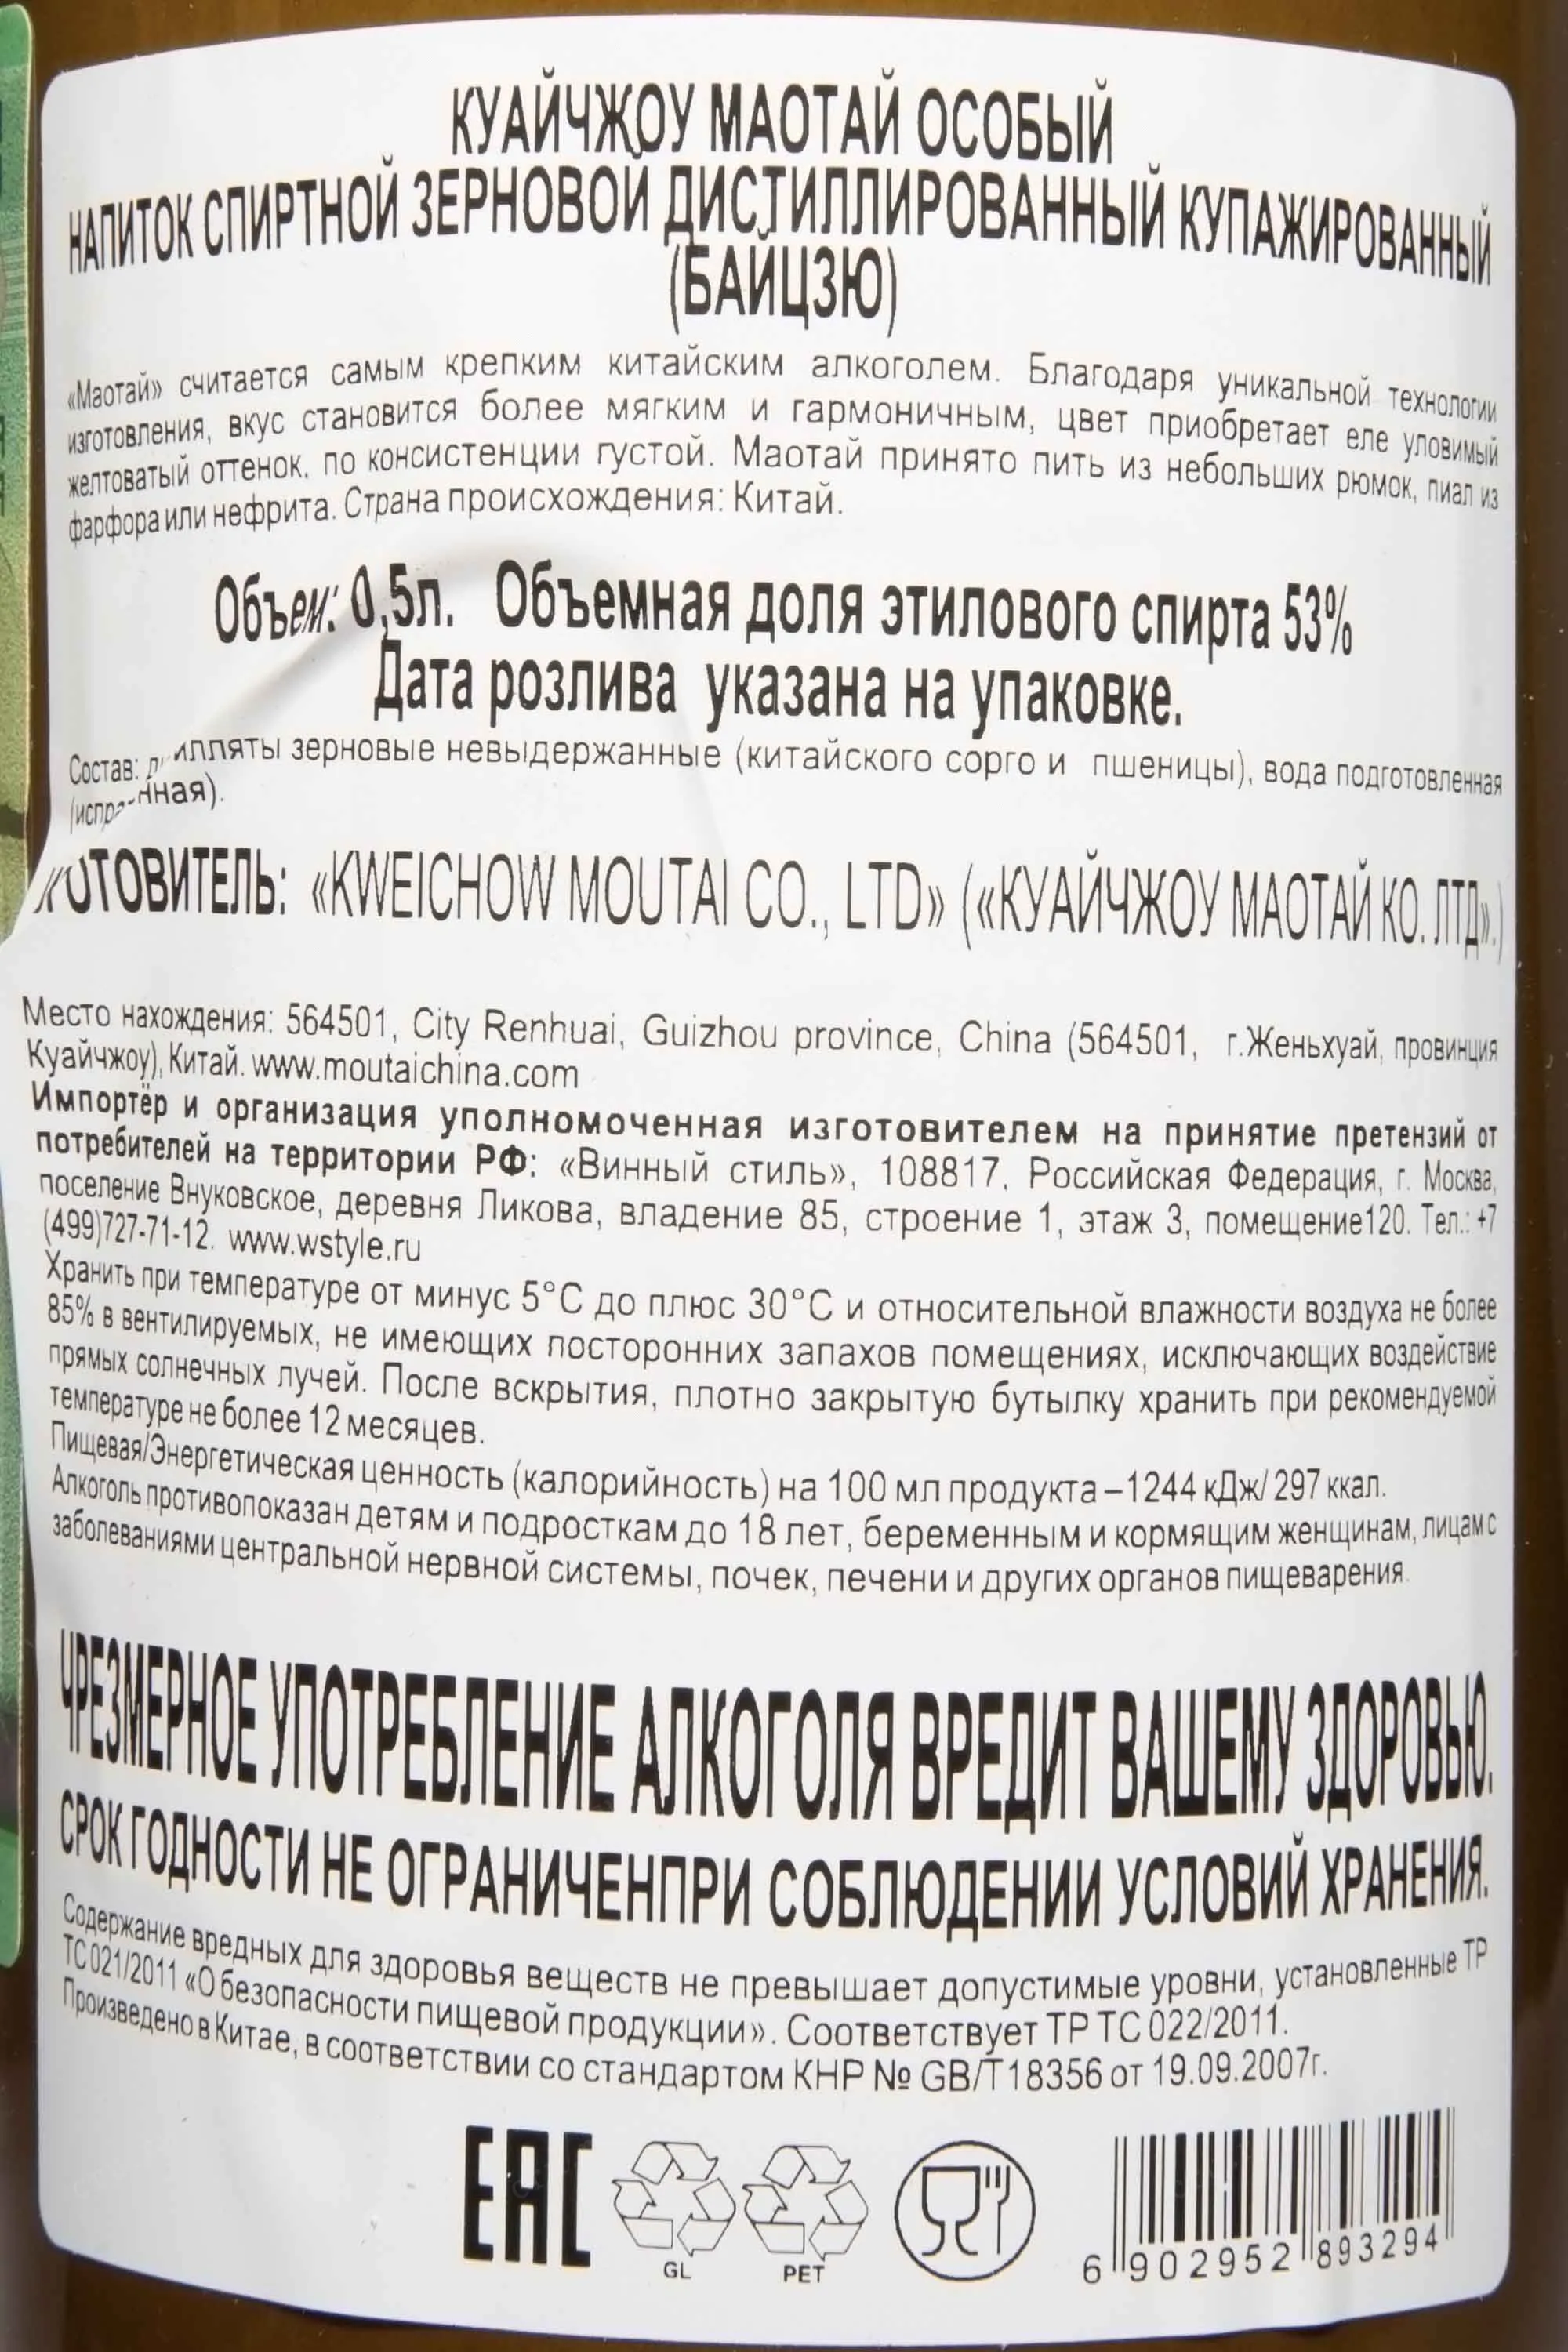 КУАЙЧЖОУ МАОТАЙ ОСОБЫЙ
НАПИТОК СПИРТНОЙ ЗЕРНОВОЙ ДИСТИЛЛИРОВАННЫЙ КУПАЖИРОВАННЫЙ
(БАЙЦЗЮ)
«Маотай» считается самым крепким китайским алкоголем. Благодаря уникальной технологии
изготовления, вкус становится более мягким и гармоничным, цвет приобретает еле уловимый
желтоватый оттенок, по консистенции густой. Маотай принято пить из небольших рюмок, пиал из
фарфора или нефрита. Страна происхождения: Китай.
Объем: 0,5л. Объемная доля этилового спирта 53%
Дата розлива указана на упаковке.
Состав: зерновые невыдержанные (китайского сорго и пшеницы), вода подготовленная
«KWEICHOW MOUTAI CO., LTD» («КУАЙЧЖОУ МАОТАЙ КО. ЛТД».)
Место нахождения: 564501, City Renhuai, Guizhou province, China (564501, г.Женьхуай, провинция
Куайчжоу), Китай. www.moutaichina.com
Импортёр и организация уполномоченная изготовителем на принятие претензий от
потребителей на территории РФ: «Винный стиль», 108817, Российская Федерация, г. Москва,
поселение Внуковское, деревня Ликова, владение 85, строение 1, этаж 3, помещение120. Тел.: +7
(499)727-71-12. www.wstyle.ru
Хранить при температуре от минус 5°С до плюс 30°С и относительной влажности воздуха не более
85% в вентилируемых, не имеющих посторонних запахов помещениях, исключающих воздействие
прямых солнечных лучей. После вскрытия, плотно закрытую бутылку хранить при рекомендуемой
температуре не более 12 месяцев.
Пищевая/Энергетическая ценность (калорийность) на 100 мл продукта – 1244 кДж/ 297 ккал.
Алкоголь противопоказан детям и подросткам до 18 лет, беременным и кормящим женщинам, лицам с
заболеваниями центральной нервной системы, почек, печени и других органов пищеварения.
ЧРЕЗМЕРНОЕ УПОТРЕБЛЕНИЕ АЛКОГОЛЯ ВРЕДИТ ВАШЕМУ ЗДОРОВЬЮ.
СРОК ГОДНОСТИ НЕ ОГРАНИЧЕНПРИ СОБЛЮДЕНИИ УСЛОВИЙ ХРАНЕНИЯ.
Содержание вредных для здоровья веществ не превышает допустимые уровни, установленные ТР
ТС 021/2011 «О безопасности пищевой продукции». Соответствует ТР ТС 022/2011.
Произведено в Китае, в соответствии со стандартом КНР № GB/T 18356 от 19.09.2007г.
EAC
GL PET
6 902952 893294